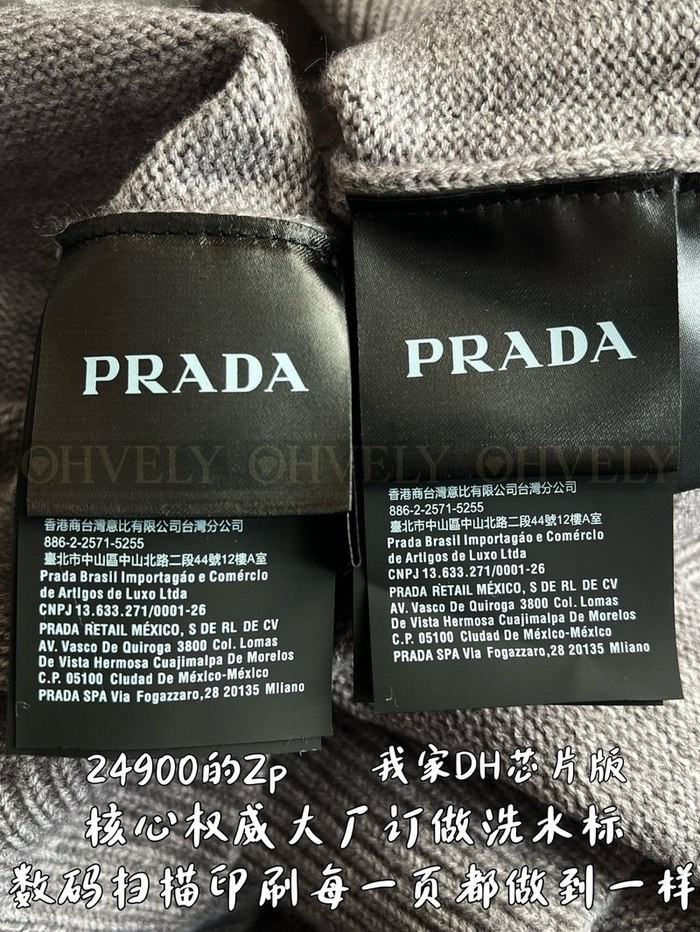 PRADA
香港商台灣意比有限公司台灣分公司
886-2-2571-5255
臺北市中山區中山北路二段44號12樓A室
Prada Brasil Importagáo e Comércio
de Artigos de Luxo Ltda
CNPJ 13.633.271/0001-26
PRADA RETAIL MÉXICO, S DE RL DE CV
AV. Vasco De Quiroga 3800 Col. Lomas
De Vista Hermosa Cuajimalpa De Morelos
C.P. 05100 Cludad De México-México
PRADA SPA Via Fogazzaro,28 20135 Mliano
PRADA
香港商台灣意比有限公司台灣分公司
886-2-2571-5255
臺北市中山區中山北路二段44號12樓A室
Prada Brasil Importagáo e Comércio
de Artlgos de Luxo Ltda
CNPJ 13.633.271/0001-26
PRADA RETAIL MÉXICO, S DE RL DE CV
AV. Vasco De Quiroga 3800 Col. Lomas
De Vista Hermosa Cuajimalpa De Morelos
C.P. 05100 Cludad De México-México
PRADA SPA Via Fogazzaro,28 20135 Mliano
OHVELY OHVELY OHVELY
24900的Zp 我家DH芯片版
核心权威大厂订做洗水标
数码扫描印刷每一页都做到一样